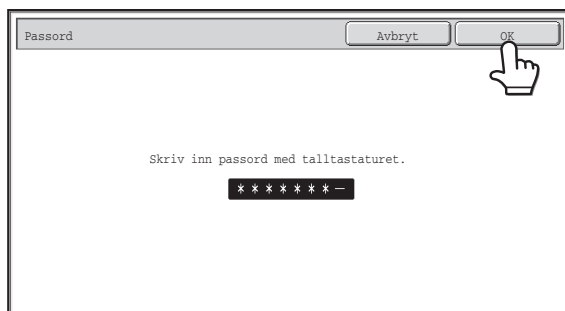 Passord Avbryt OK
Skriv inn passord med talltastaturet.
*******–